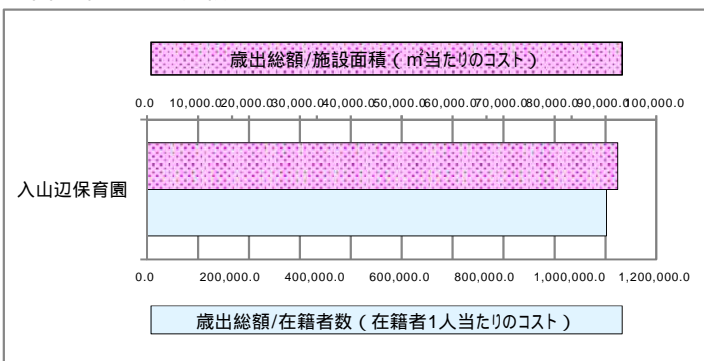 歳出総額/施設面積（㎡当たりのコスト）
0.0 10,000.0 20,000.0 30,000.0 40,000.0 50,000.0 60,000.0 70,000.0 80,000.0 90,000.0 100,000.0
入山辺保育園
0.0 200,000.0 400,000.0 600,000.0 800,000.0 1,000,000.0 1,200,000.0
歳出総額/在籍者数（在籍者1人当たりのコスト）